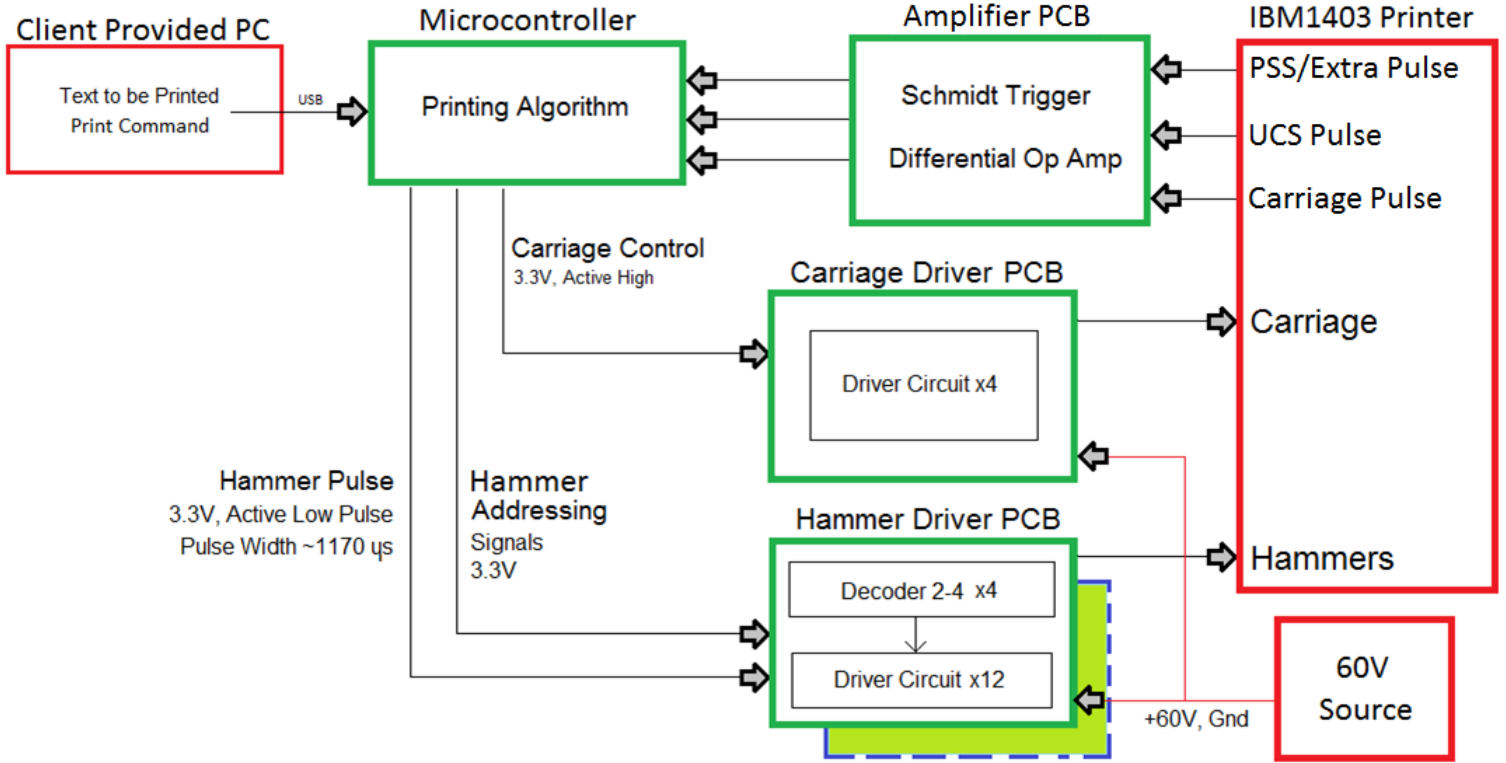 Client Provided PC
Text to be Printed
Print Command
USB
Microcontroller
Printing Algorithm
Amplifier PCB
Schmidt Trigger
Differential Op Amp
IBM1403 Printer
PSS/Extra Pulse
UCS Pulse
Carriage Pulse
Carriage
Hammers
Carriage Control
3.3V, Active High
Carriage Driver PCB
Driver Circuit x4
Hammer Pulse
3.3V, Active Low Pulse
Pulse Width ~1170 ųs
Hammer
Addressing
Signals
3.3V
Hammer Driver PCB
Decoder 2-4 x4
Driver Circuit x12
+60V, Gnd
60V
Source